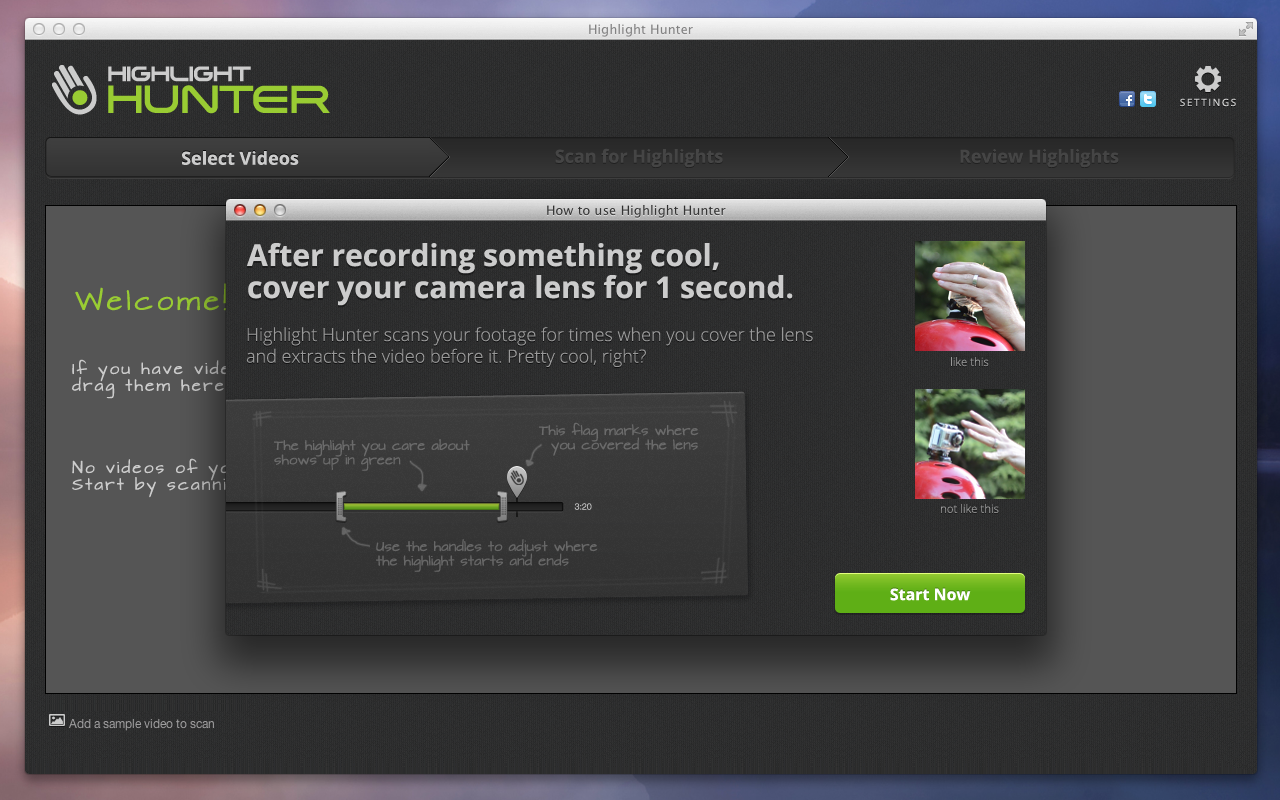 Highlight Hunter
HIGHLIGHT
HUNTER
f t
SETTINGS
Select Videos
Scan for Highlights
Review Highlights
How to use Highlight Hunter
After recording something cool,
cover your camera lens for 1 second.
Highlight Hunter scans your footage for times when you cover the lens
and extracts the video before it. Pretty cool, right?
like this
not like this
Welcome!
If you have vide
drag them here
No videos of yo
Start by scanni
The highlight you care about
shows up in green
This flag marks where
you covered the lens
3:20
Use the handles to adjust where
the highlight starts and ends
Start Now
Add a sample video to scan